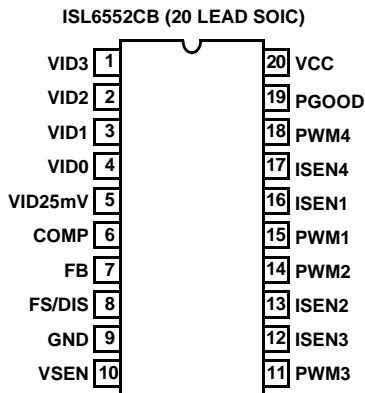 ISL6552CB (20 LEAD SOIC)
VID3 1 20 VCC
VID2 2 19 PGOOD
VID1 3 18 PWM4
VID0 4 17 ISEN4
VID25mV 5 16 ISEN1
COMP 6 15 PWM1
FB 7 14 PWM2
FS/DIS 8 13 ISEN2
GND 9 12 ISEN3
VSEN 10 11 PWM3